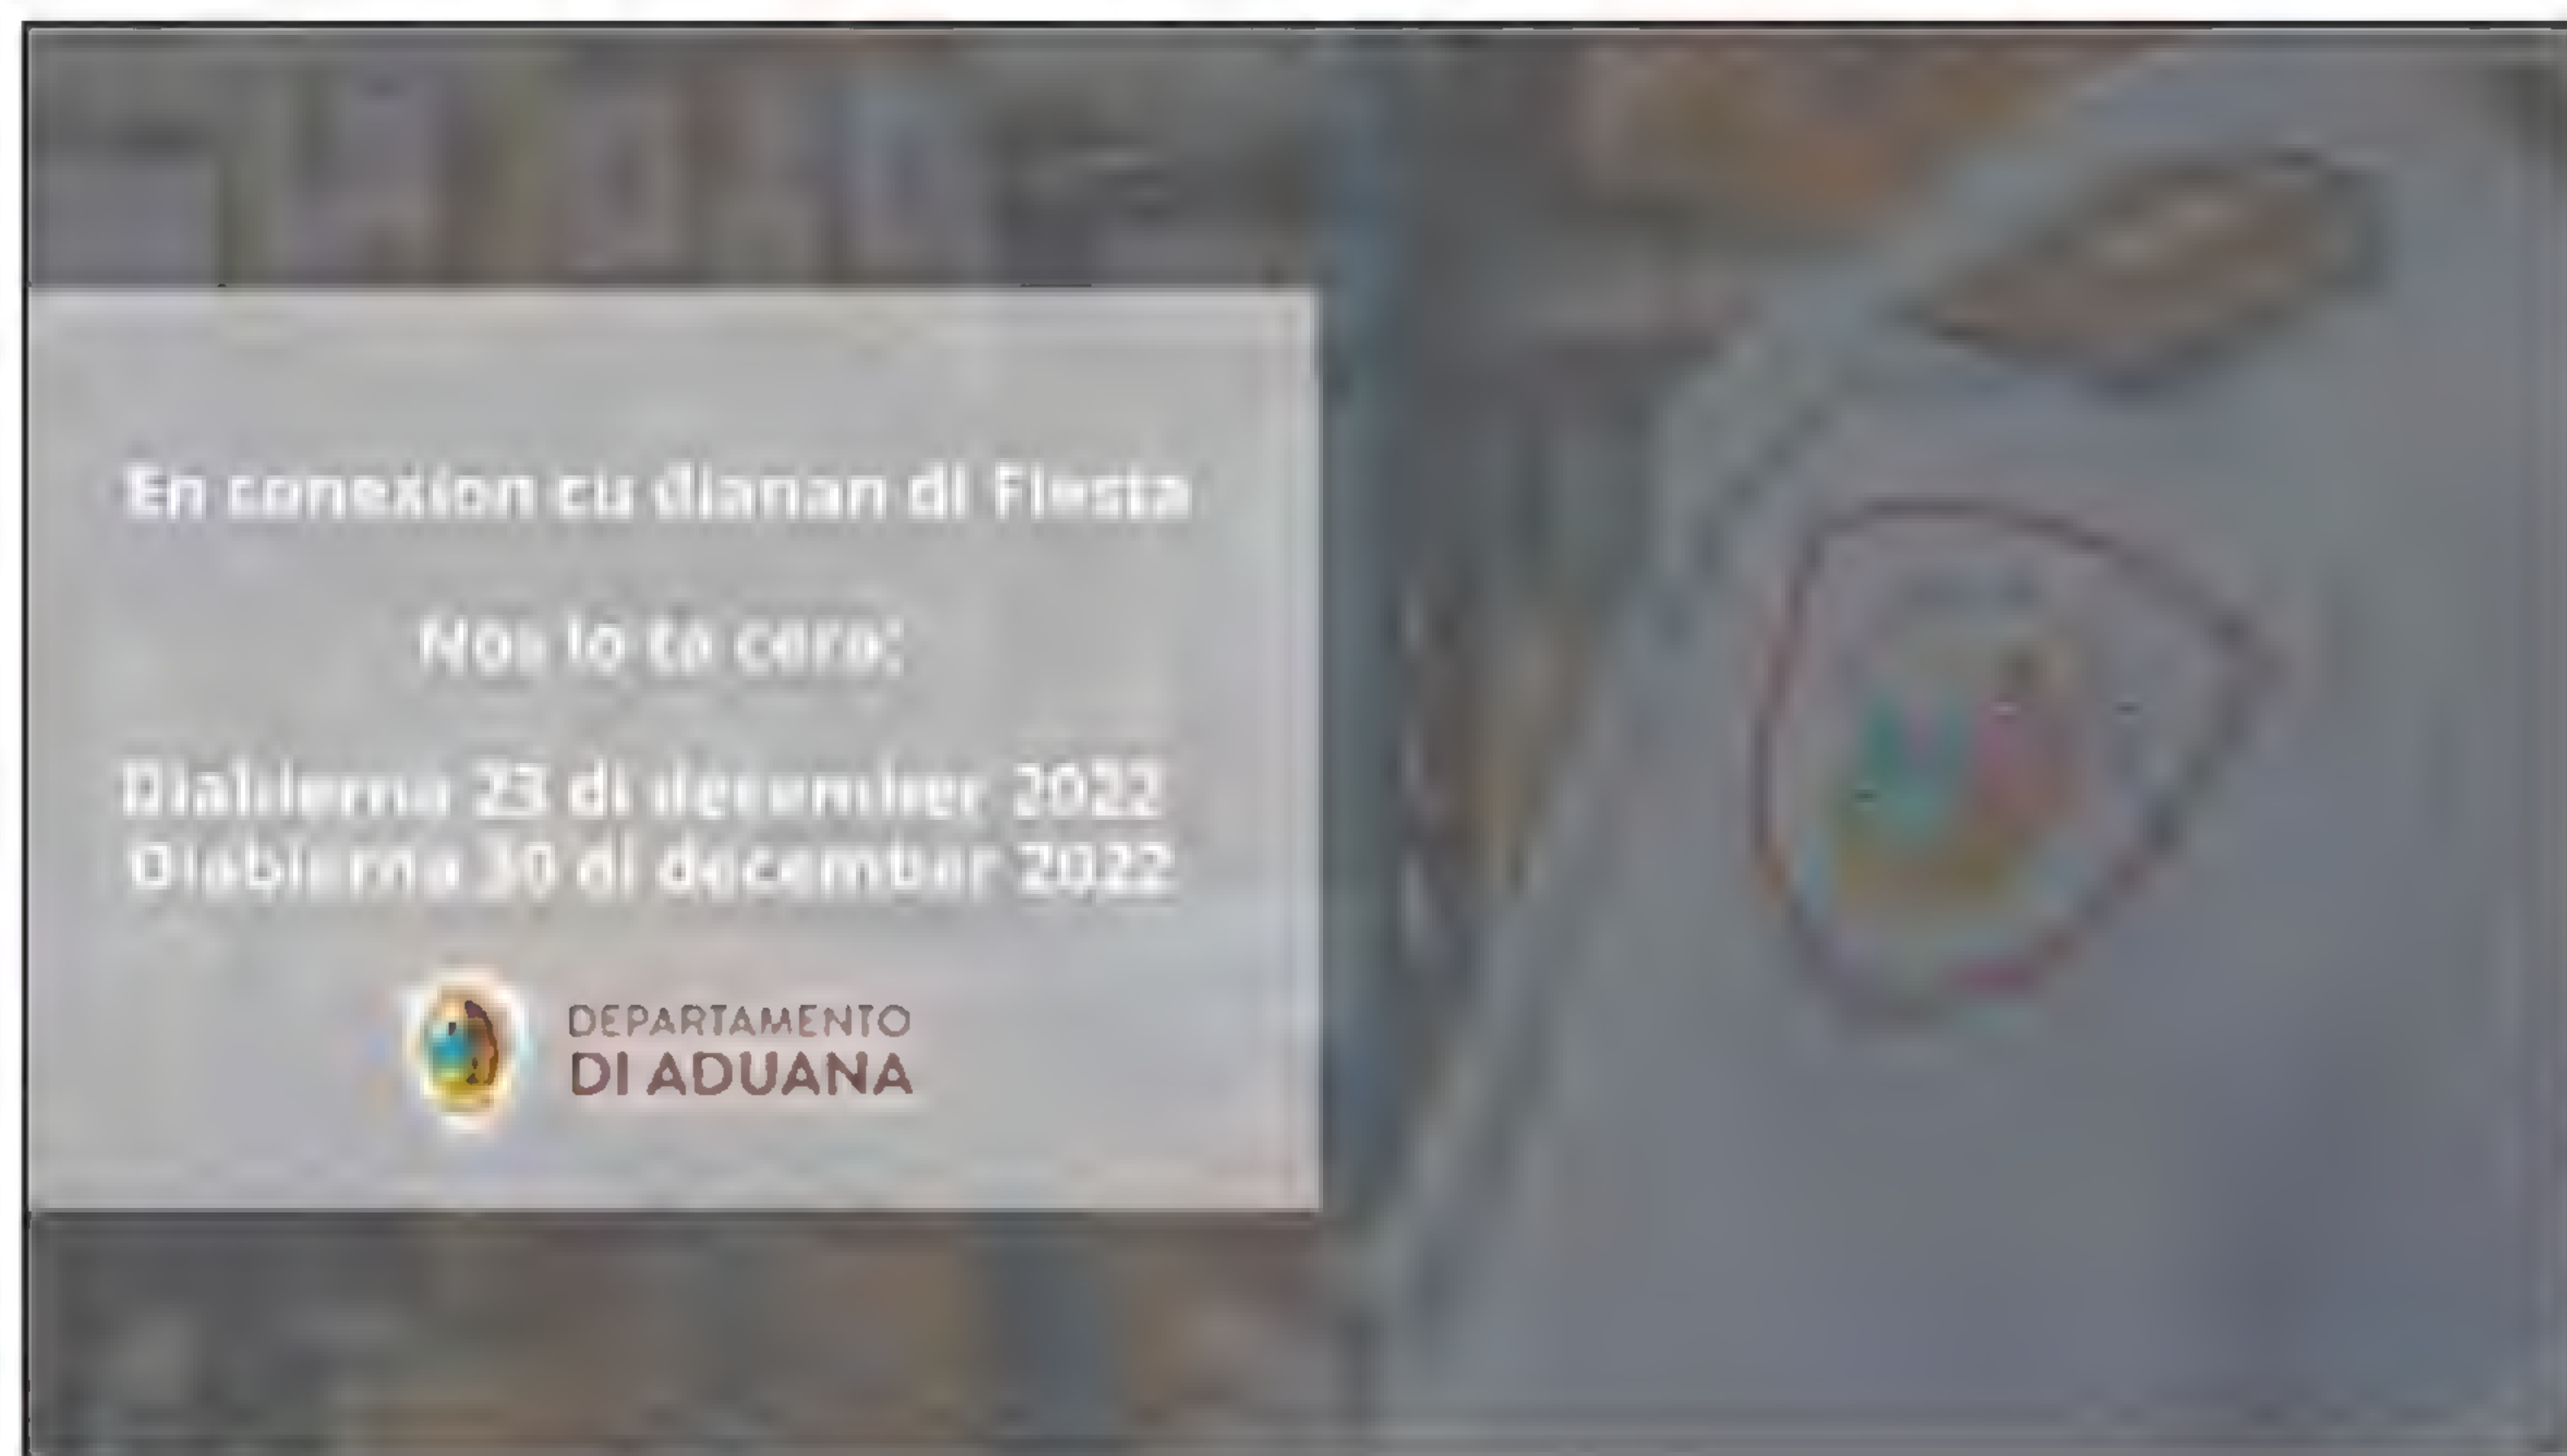 En conexion cu dianan di Fiesta
Nos lo ta cera:
Diabierna 23 di december 2022
Diabierna 30 di december 2022
DEPARTAMENTO
DI ADUANA